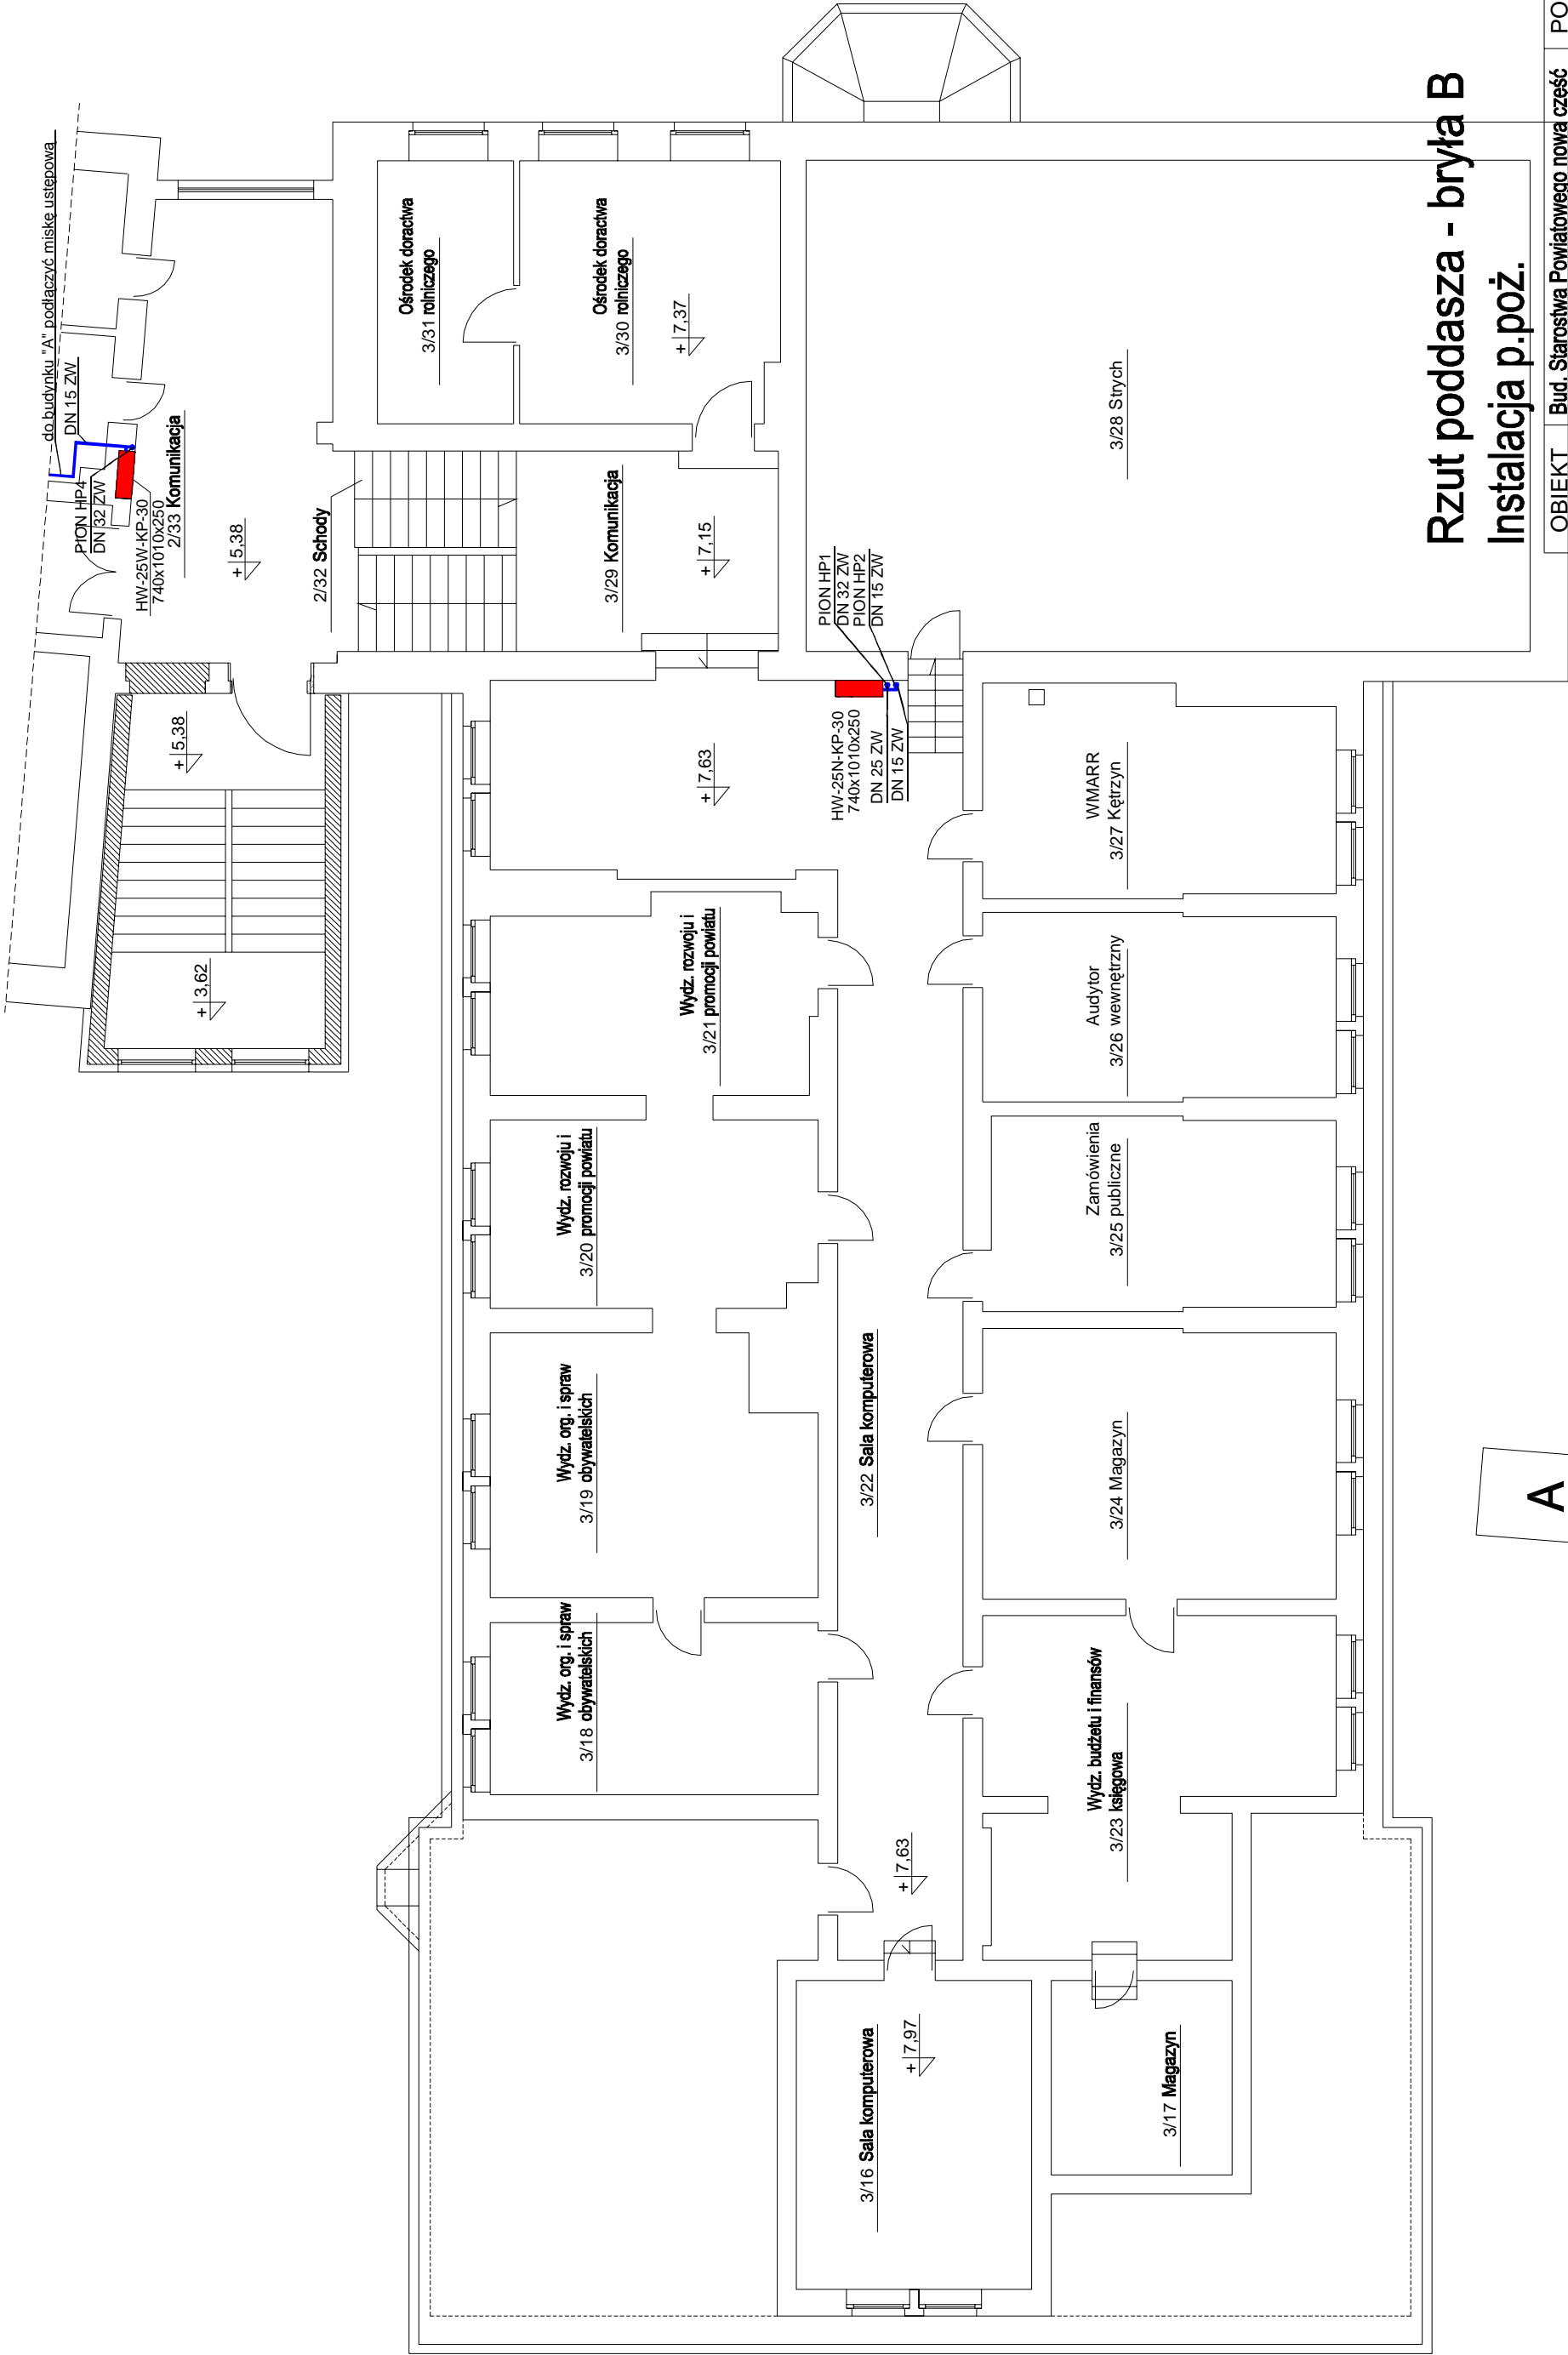 do budynku "A" podłączyć miskę ustępową
DN 15 ZW
PION HP4
DN 32 ZW
HW-25W-KP-30
740x1010x250
2/33 Komunikacja
+ 5,38
2/32 Schody
+ 5,38
+ 3,62
Ośrodek doractwa
3/31 rolniczego
Ośrodek doractwa
3/30 rolniczego
+ 7,37
3/29 Komunikacja
+ 7,15
3/28 Strych
PION HP1
DN 32 ZW
PION HP2
DN 15 ZW
HW-25N-KP-30
740x1010x250
DN 25 ZW
DN 15 ZW
+ 7,63
WMARR
3/27 Kętrzyn
Wydz. rozwoju i
3/21 promocji powiatu
Audytor
3/26 wewnętrzny
Wydz. rozwoju i
3/20 promocji powiatu
Zamówienia
3/25 publiczne
Wydz. org. i spraw
3/19 obywatelskich
3/22 Sala komputerowa
3/24 Magazyn
Wydz. org. i spraw
3/18 obywatelskich
Wydz. budżetu i finansów
3/23 księgowa
+ 7,63
3/16 Sala komputerowa
+ 7,97
3/17 Magazyn
A
Rzut poddasza - bryła B
Instalacja p.poż.
OBIEKT Bud. Starostwa Powiatowego nowa cześć PO